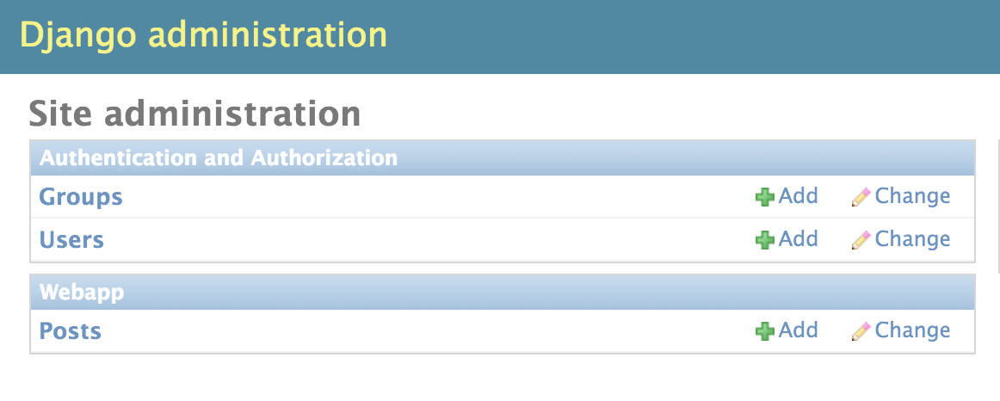 Django administration
Site administration
Authentication and Authorization
Groups Add Change
Users Add Change
Webapp
Posts Add Change